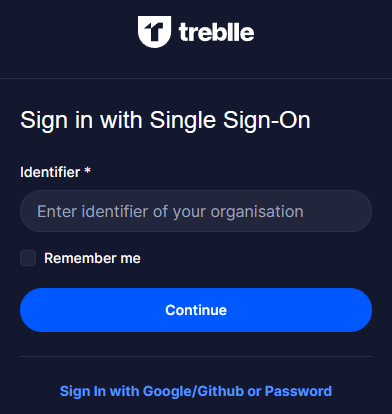 treblle
Sign in with Single Sign-On
Identifier *
Enter identifier of your organisation
Remember me
Continue
Sign In with Google/Github or Password